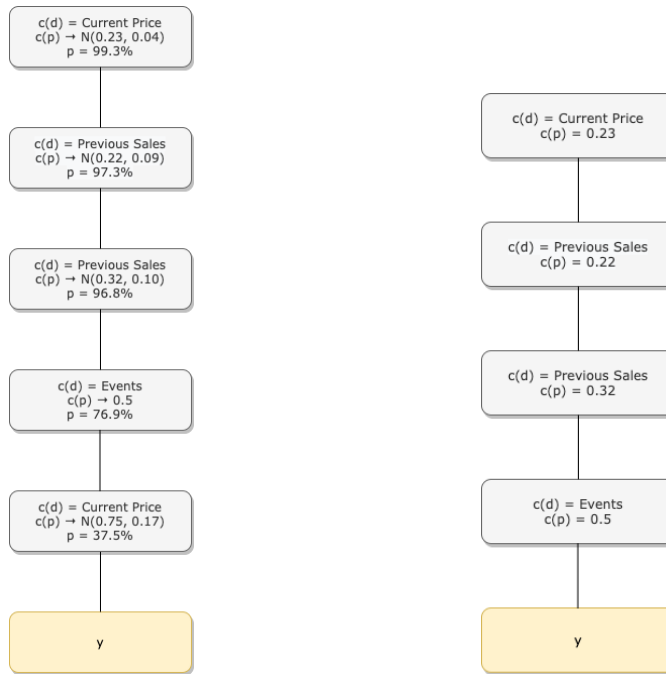 c(d) = Current Price
c(p) → N(0.23, 0.04)
p = 99.3%
c(d) = Previous Sales
c(p) → N(0.22, 0.09)
p = 97.3%
c(d) = Previous Sales
c(p) → N(0.32, 0.10)
p = 96.8%
c(d) = Events
c(p) → 0.5
p = 76.9%
c(d) = Current Price
c(p) → N(0.75, 0.17)
p = 37.5%
y
c(d) = Current Price
c(p) = 0.23
c(d) = Previous Sales
c(p) = 0.22
c(d) = Previous Sales
c(p) = 0.32
c(d) = Events
c(p) = 0.5
y